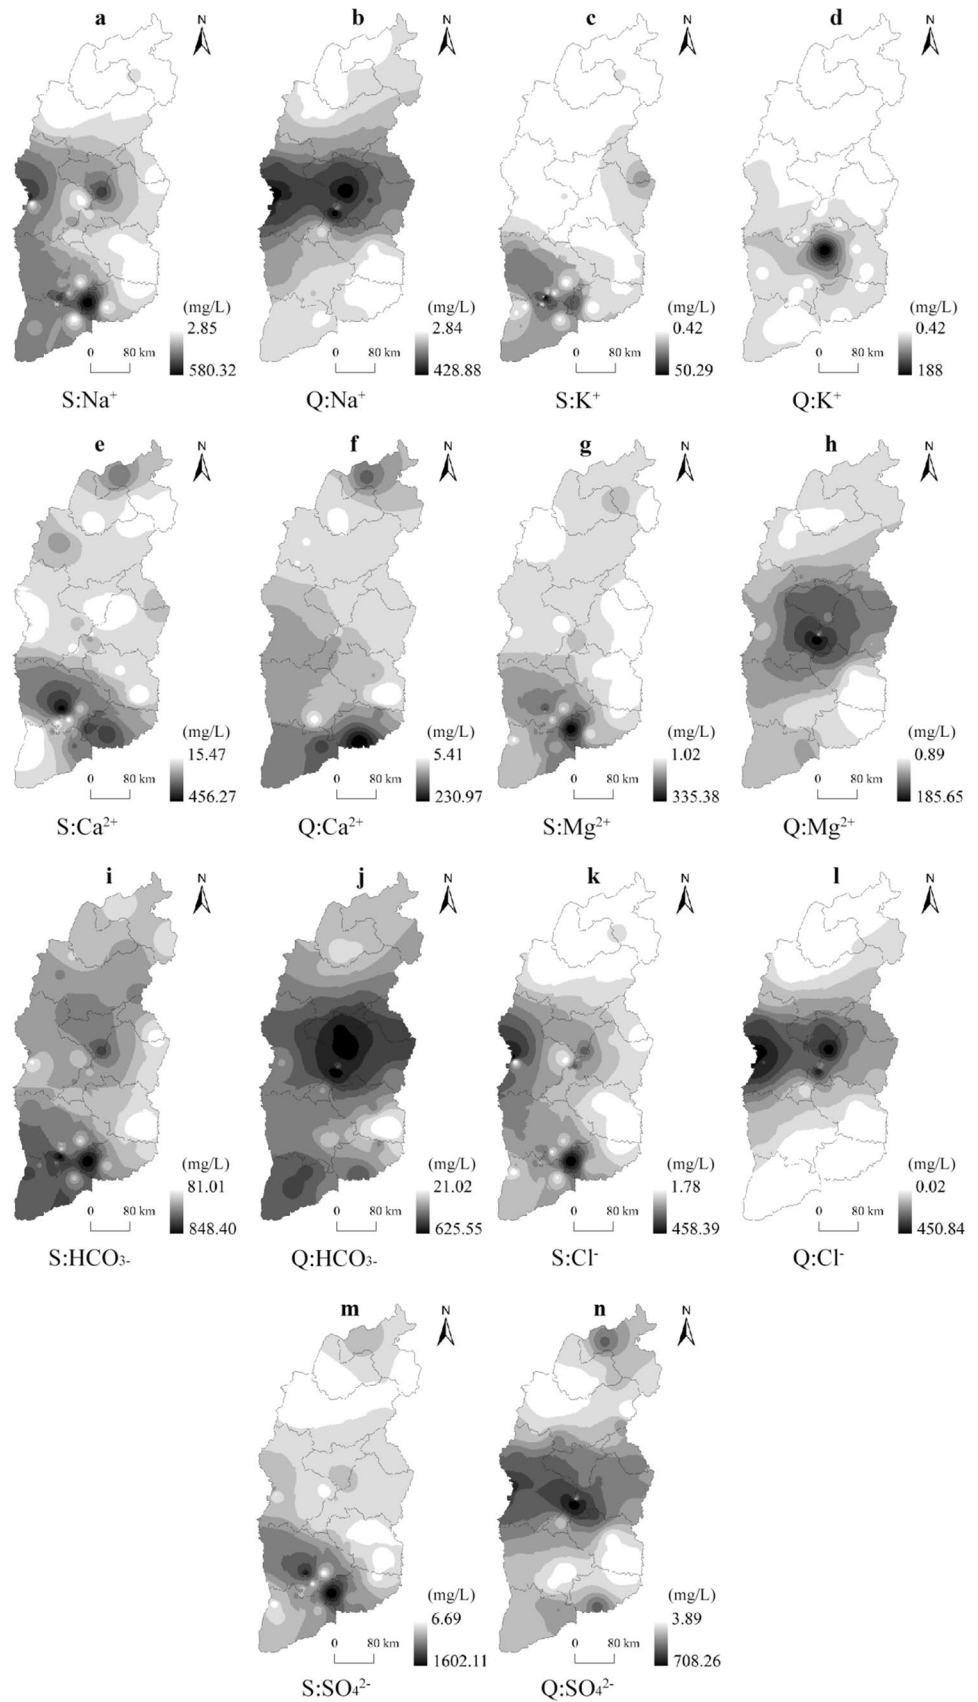 a b c d
N N N N
(mg/L) (mg/L) (mg/L) (mg/L)
2.85 2.84 0.42 0.42
0 80 km 0 80 km 0 80 km 0 80 km
580.32 428.88 50.29 188
S:Na⁺ Q:Na⁺ S:K⁺ Q:K⁺
e f g h
N N N N
(mg/L) (mg/L) (mg/L) (mg/L)
15.47 5.41 1.02 0.89
0 80 km 0 80 km 0 80 km 0 80 km
456.27 230.97 335.38 185.65
S:Ca²⁺ Q:Ca²⁺ S:Mg²⁺ Q:Mg²⁺
i j k l
N N N N
(mg/L) (mg/L) (mg/L) (mg/L)
81.01 21.02 1.78 0.02
0 80 km 0 80 km 0 80 km 0 80 km
848.40 625.55 458.39 450.84
S:HCO₃₋ Q:HCO₃₋ S:Cl⁻ Q:Cl⁻
m n
N N
(mg/L) (mg/L)
6.69 3.89
0 80 km 0 80 km
1602.11 708.26
S:SO₄²⁻ Q:SO₄²⁻